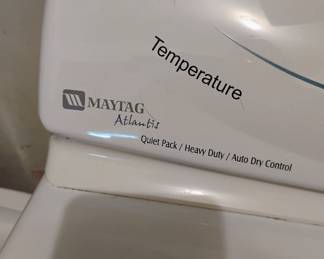 Temperature
MAYTAG
Atlantis
Quiet Pack / Heavy Duty / Auto Dry Control